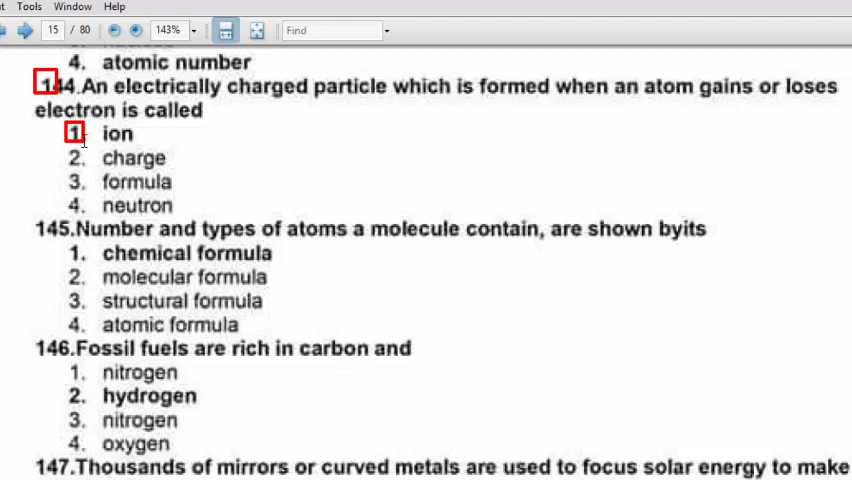 Tools Window Help
15 / 80 143% Find
4. atomic number
144.An electrically charged particle which is formed when an atom gains or loses
electron is called
1. ion
2. charge
3. formula
4. neutron
145.Number and types of atoms a molecule contain, are shown byits
1. chemical formula
2. molecular formula
3. structural formula
4. atomic formula
146.Fossil fuels are rich in carbon and
1. nitrogen
2. hydrogen
3. nitrogen
4. oxygen
147.Thousands of mirrors or curved metals are used to focus solar energy to make